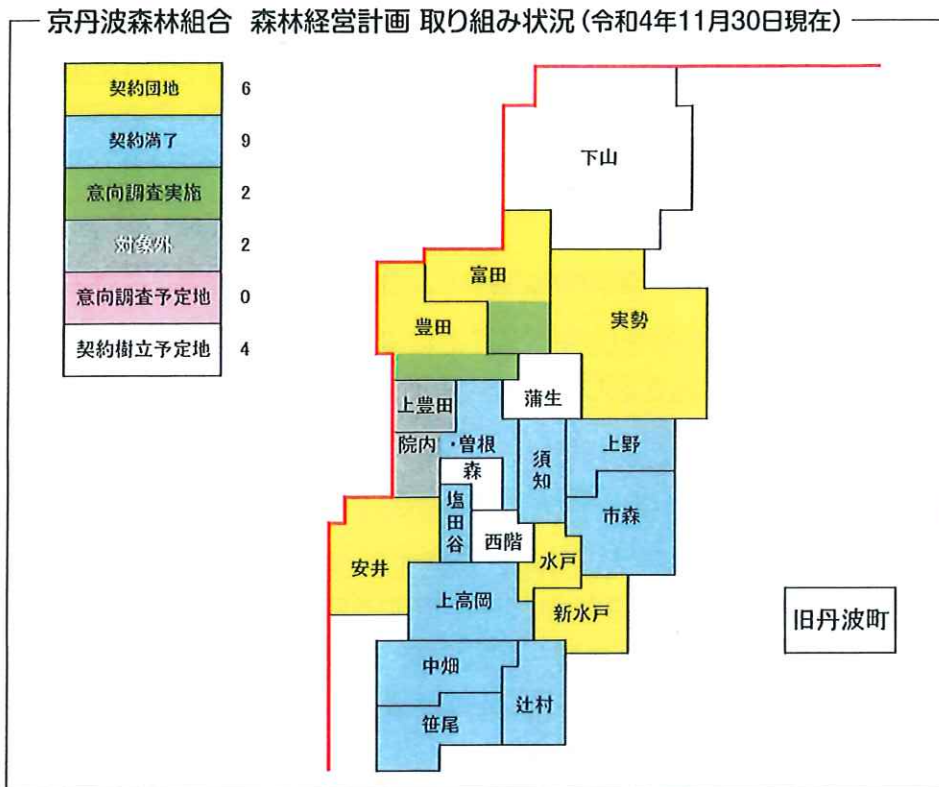 京丹波森林組合 森林経営計画 取り組み状況(令和4年11月30日現在)
契約団地 6
契約満了 9
意向調査実施 2
対象外 2
意向調査予定地 0
契約樹立予定地 4
下山
富田
実勢
豊田
蒲生
上豊田
院内 ・曽根
森
須知
上野
塩田谷
市森
西階
水戸
安井
上高岡
新水戸
旧丹波町
中畑
辻村
笹尾